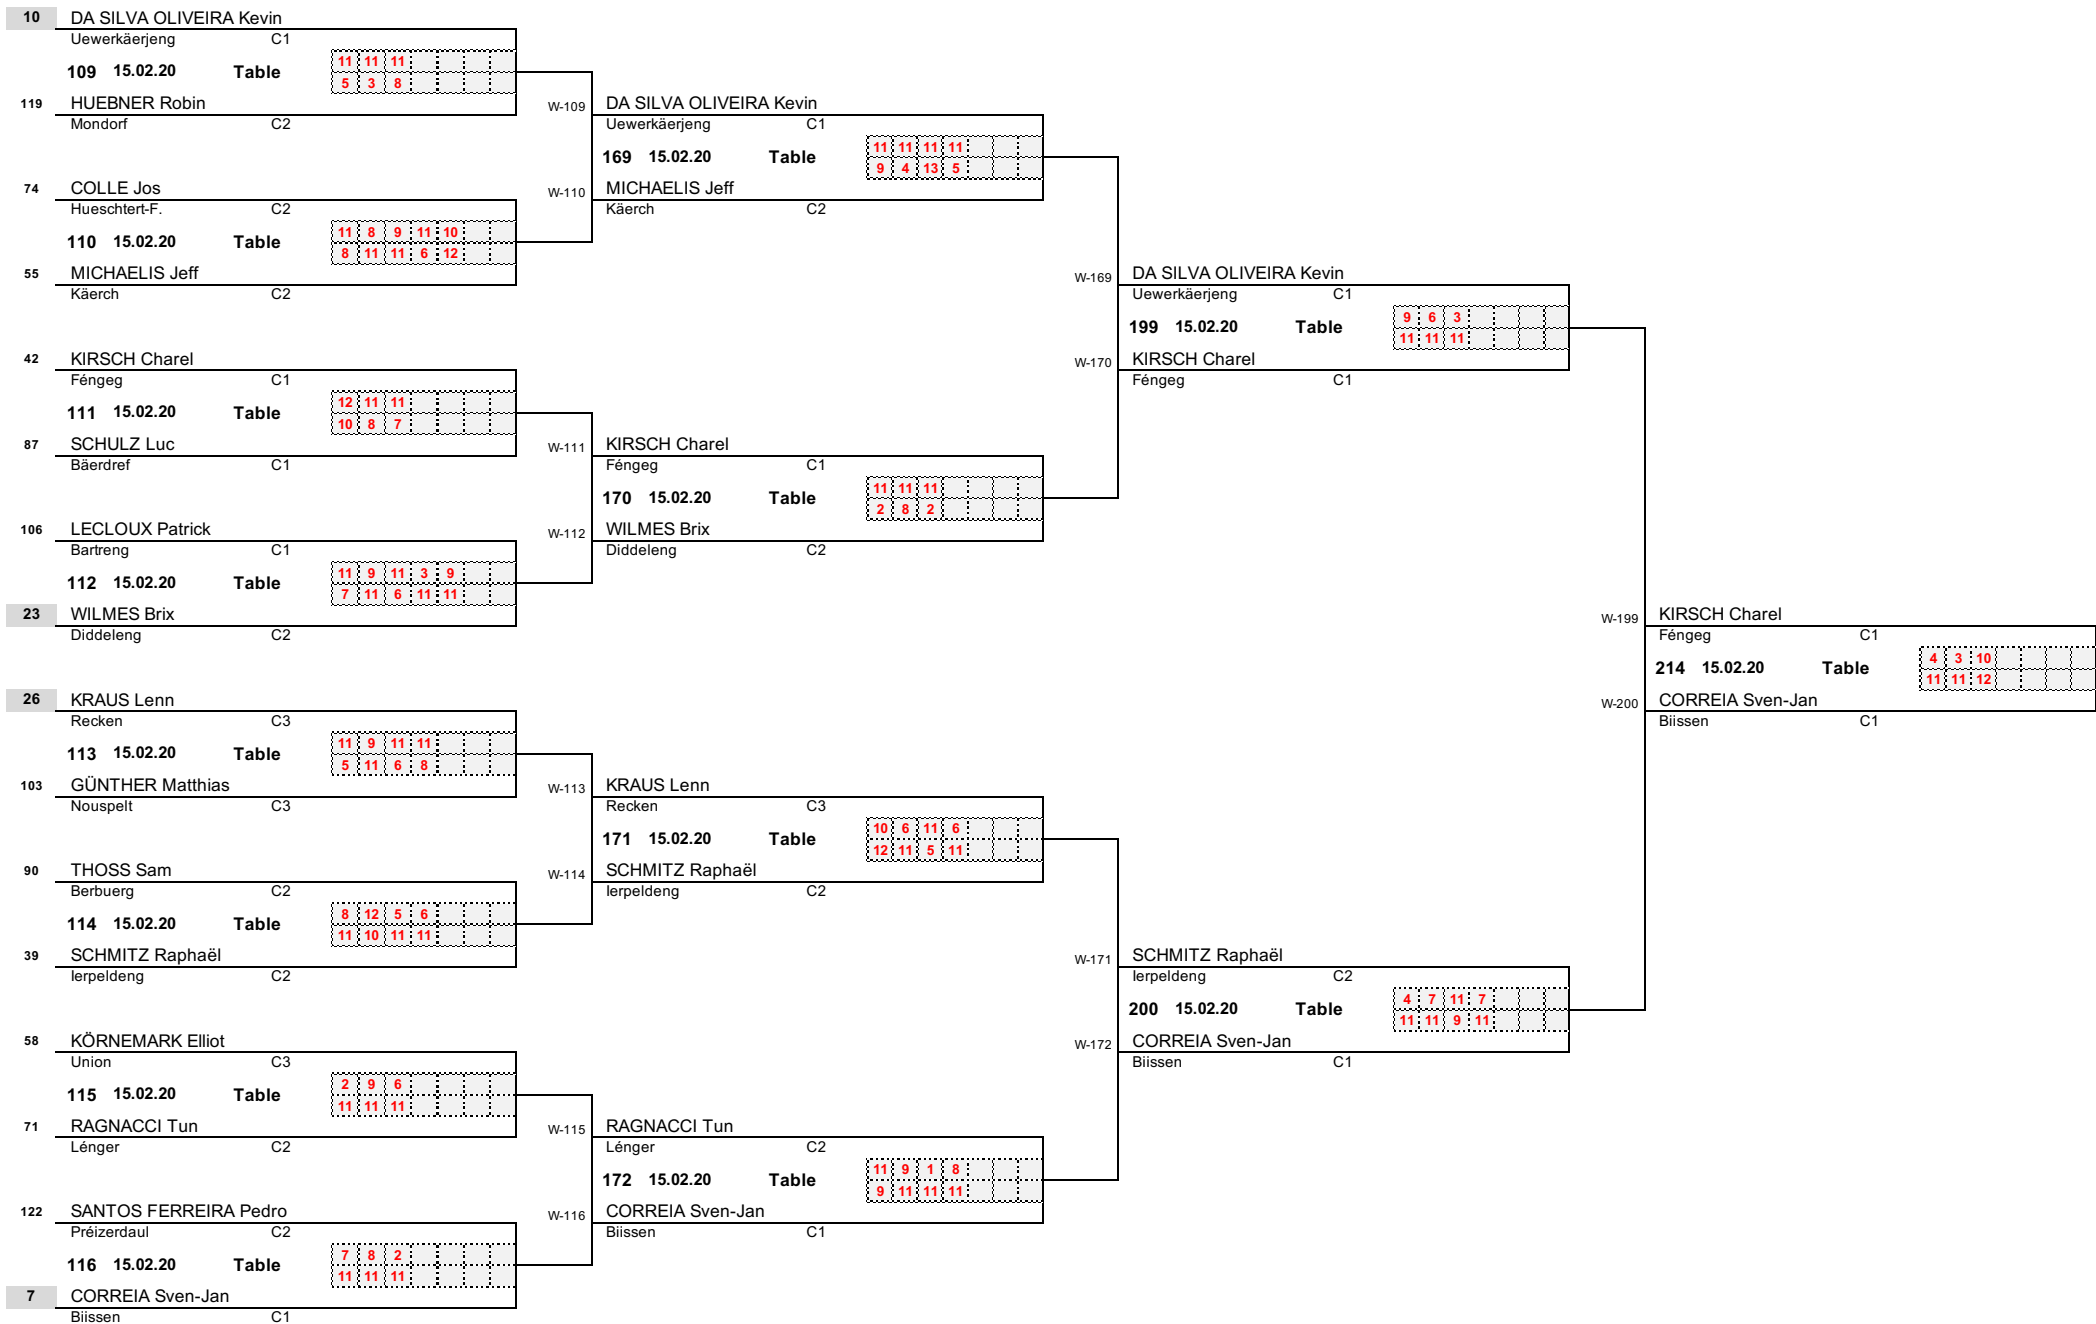 10 DA SILVA OLIVEIRA Kevin
Uewerkäerjeng C1
11 11 11
109 15.02.20 Table
5 3 8
119 HUEBNER Robin
Mondorf C2
W-109 DA SILVA OLIVEIRA Kevin
Uewerkäerjeng C1
11 11 11 11
169 15.02.20 Table
9 4 13 5
74 COLLE Jos
Hueschtert-F. C2
W-110 MICHAELIS Jeff
Käerch C2
11 8 9 11 10
110 15.02.20 Table
8 11 11 6 12
55 MICHAELIS Jeff
Käerch C2
W-169 DA SILVA OLIVEIRA Kevin
Uewerkäerjeng C1
9 6 3
199 15.02.20 Table
11 11 11
42 KIRSCH Charel
Féngeg C1
W-170 KIRSCH Charel
Féngeg C1
12 11 11
111 15.02.20 Table
10 8 7
87 SCHULZ Luc
Bäerdref C1
W-111 KIRSCH Charel
Féngeg C1
11 11 11
170 15.02.20 Table
2 8 2
106 LECLOUX Patrick
Bartreng C1
W-112 WILMES Brix
Diddeleng C2
11 9 11 3 9
112 15.02.20 Table
7 11 6 11 11
23 WILMES Brix
Diddeleng C2
W-199 KIRSCH Charel
Féngeg C1
4 3 10
214 15.02.20 Table
11 11 12
26 KRAUS Lenn
Recken C3
W-200 CORREIA Sven-Jan
Biissen C1
11 9 11 11
113 15.02.20 Table
5 11 6 8
103 GÜNTHER Matthias
Nouspelt C3
W-113 KRAUS Lenn
Recken C3
10 6 11 6
171 15.02.20 Table
12 11 5 11
90 THOSS Sam
Berbuerg C2
W-114 SCHMITZ Raphaël
Ierpeldeng C2
8 12 5 6
114 15.02.20 Table
11 10 11 11
39 SCHMITZ Raphaël
Ierpeldeng C2
W-171 SCHMITZ Raphaël
Ierpeldeng C2
4 7 11 7
200 15.02.20 Table
11 11 9 11
58 KÖRNEMARK Elliot
Union C3
W-172 CORREIA Sven-Jan
Biissen C1
2 9 6
115 15.02.20 Table
11 11 11
71 RAGNACCI Tun
Lénger C2
W-115 RAGNACCI Tun
Lénger C2
11 9 1 8
172 15.02.20 Table
9 11 11 11
122 SANTOS FERREIRA Pedro
Préizerdaul C2
W-116 CORREIA Sven-Jan
Biissen C1
7 8 2
116 15.02.20 Table
11 11 11
7 CORREIA Sven-Jan
Biissen C1